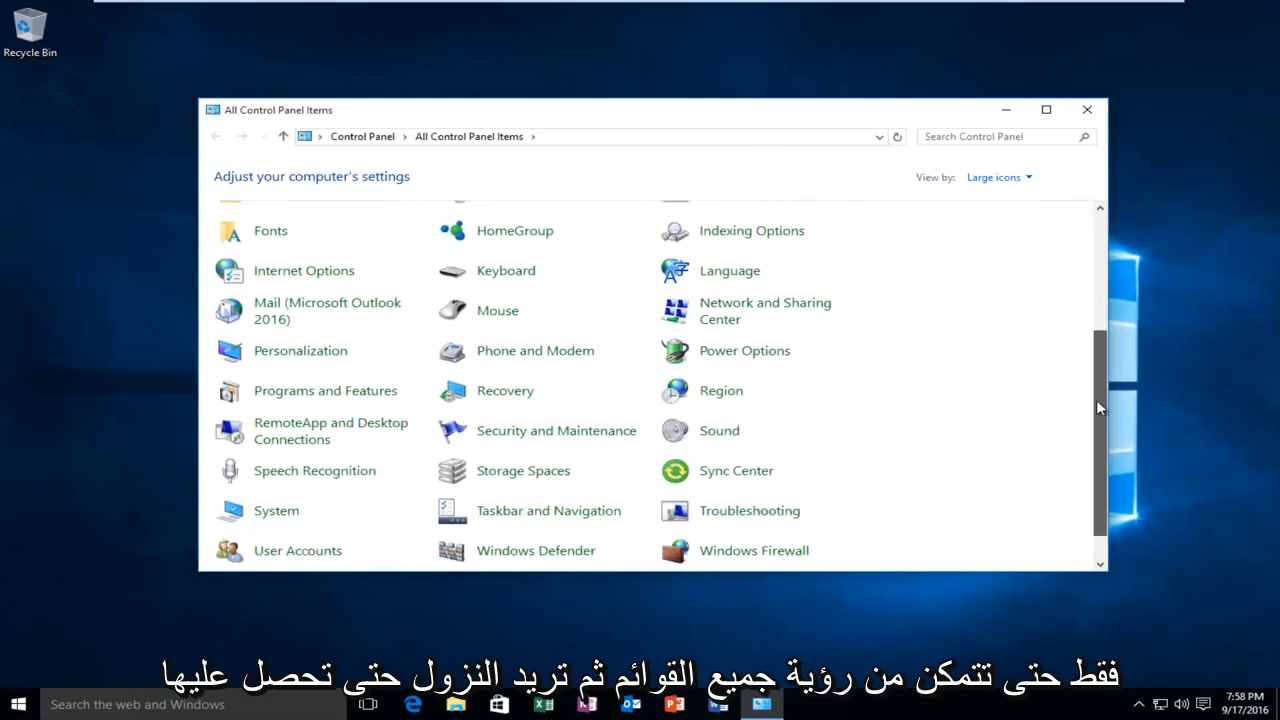 Recycle Bin
All Control Panel Items
Control Panel › All Control Panel Items ›
Search Control Panel
Adjust your computer's settings
View by: Large icons
Fonts
HomeGroup
Indexing Options
Internet Options
Keyboard
Language
Mail (Microsoft Outlook
2016)
Mouse
Network and Sharing
Center
Personalization
Phone and Modem
Power Options
Programs and Features
Recovery
Region
RemoteApp and Desktop
Connections
Security and Maintenance
Sound
Speech Recognition
Storage Spaces
Sync Center
System
Taskbar and Navigation
Troubleshooting
User Accounts
Windows Defender
Windows Firewall
فقط حتى تتمكن من رؤية جميع القوائم ثم تريد النزول حتى تحصل عليها
Search the web and Windows
7:58 PM
9/17/2016